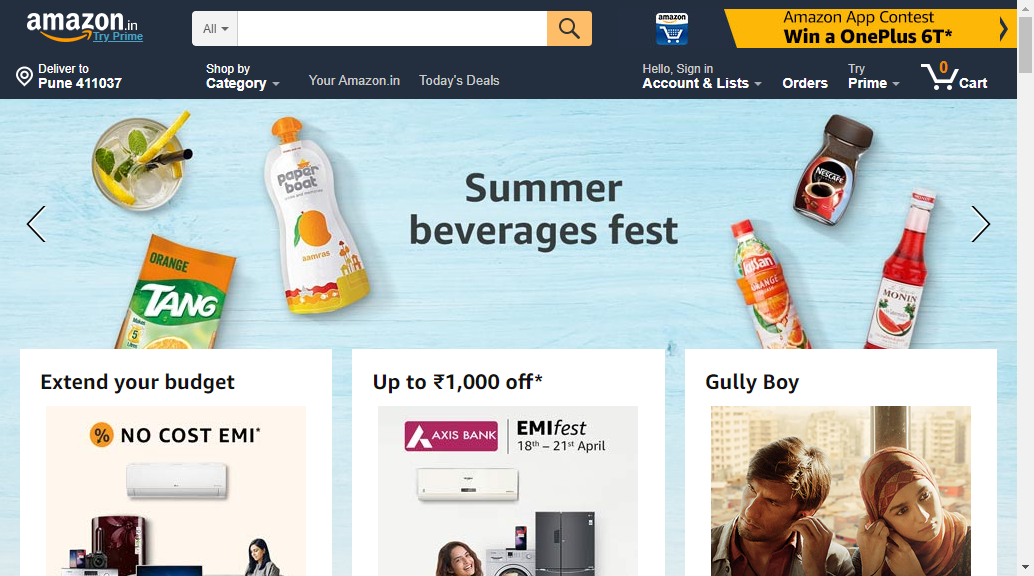 amazon.in
Try Prime
All
amazon
Amazon App Contest
Win a OnePlus 6T*
Deliver to
Pune 411037
Shop by
Category
Your Amazon.in
Today's Deals
Hello, Sign in
Account & Lists
Orders
Try
Prime
0
Cart
paper
boat
aamras
NESCAFÉ
Summer
beverages fest
ORANGE
TANG
Makes
5
ORANGE
MONIN
Extend your budget
Up to ₹1,000 off*
Gully Boy
% NO COST EMI*
AXIS BANK
EMIfest
18th – 21st April